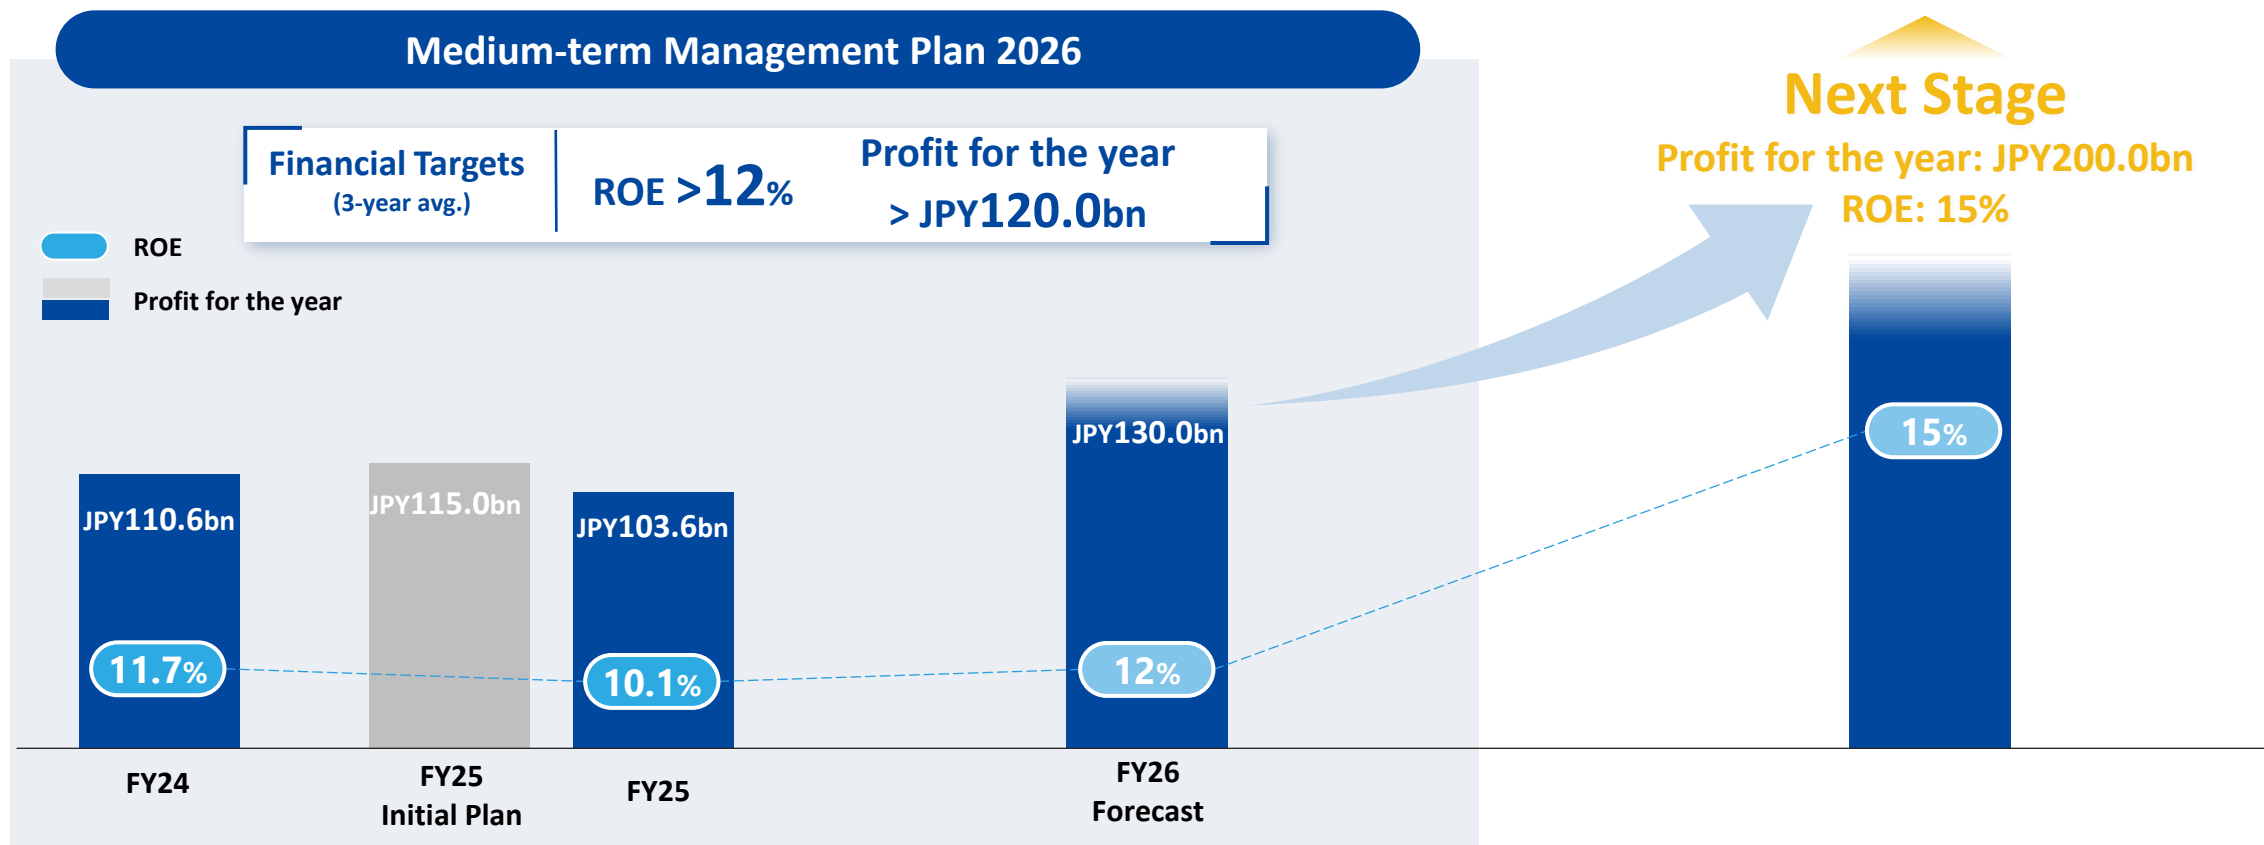 Medium-term Management Plan 2026
Financial Targets
(3-year avg.)
ROE >12%
Profit for the year
> JPY120.0bn
Next Stage
Profit for the year: JPY200.0bn
ROE: 15%
ROE
Profit for the year
JPY110.6bn
JPY115.0bn
JPY103.6bn
JPY130.0bn
11.7%
10.1%
12%
15%
FY24
FY25
Initial Plan
FY25
FY26
Forecast